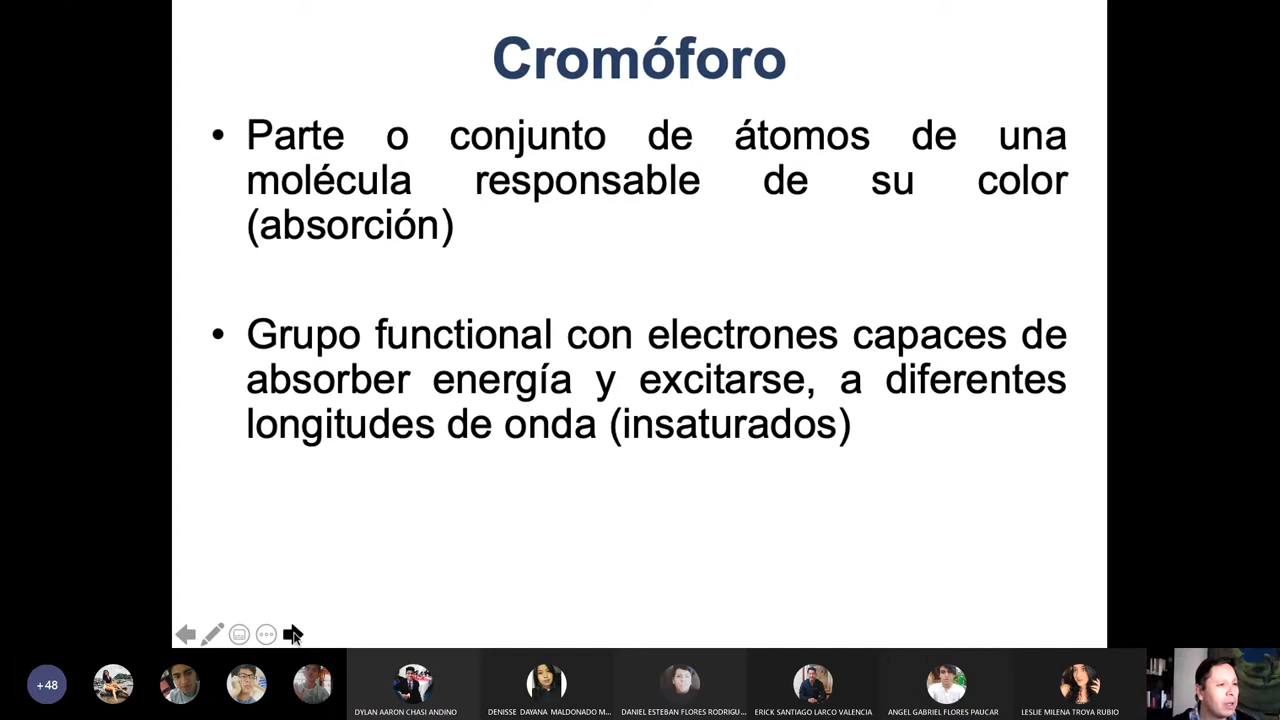 Cromóforo
• Parte o conjunto de átomos de una
molécula responsable de su color
(absorción)
• Grupo functional con electrones capaces de
absorber energía y excitarse, a diferentes
longitudes de onda (insaturados)
+48
DYLAN AARON CHASI ANDINO
DENISSE DAYANA MALDONADO M...
DANIEL ESTEBAN FLORES RODRIGU...
ERICK SANTIAGO LARCO VALENCIA
ANGEL GABRIEL FLORES PAUCAR
LESLIE MILENA TROYA RUBIO